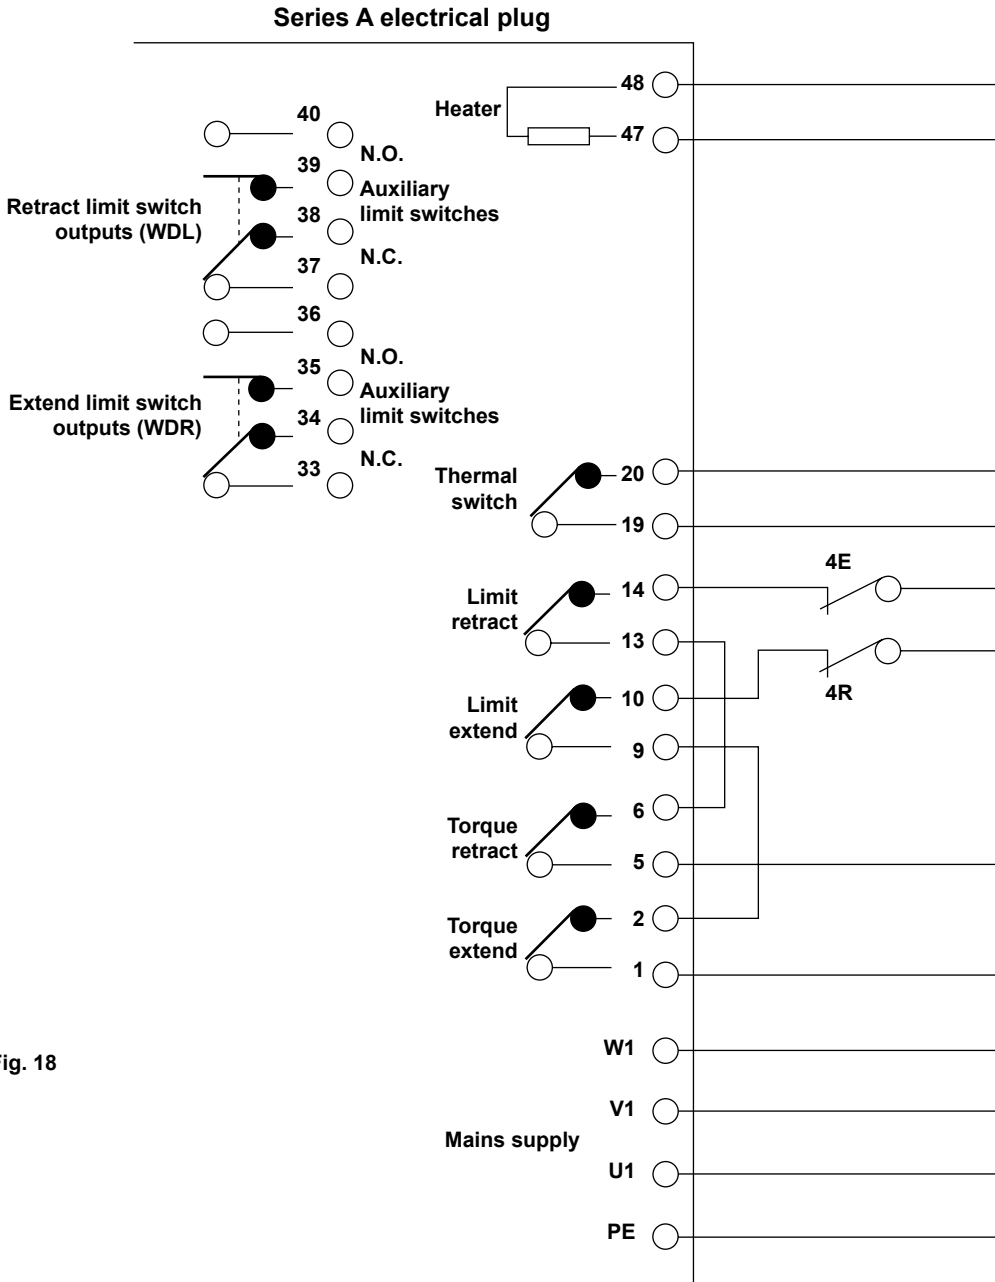 Series A electrical plug
48
Heater
47
40
N.O.
39
Auxiliary
limit switches
Retract limit switch
outputs (WDL)
38
N.C.
37
36
N.O.
35
Auxiliary
limit switches
Extend limit switch
outputs (WDR)
34
N.C.
33
Thermal
switch
20
19
4E
Limit
retract
14
13
4R
Limit
extend
10
9
Torque
retract
6
5
Torque
extend
2
1
Fig. 18
W1
V1
Mains supply
U1
PE